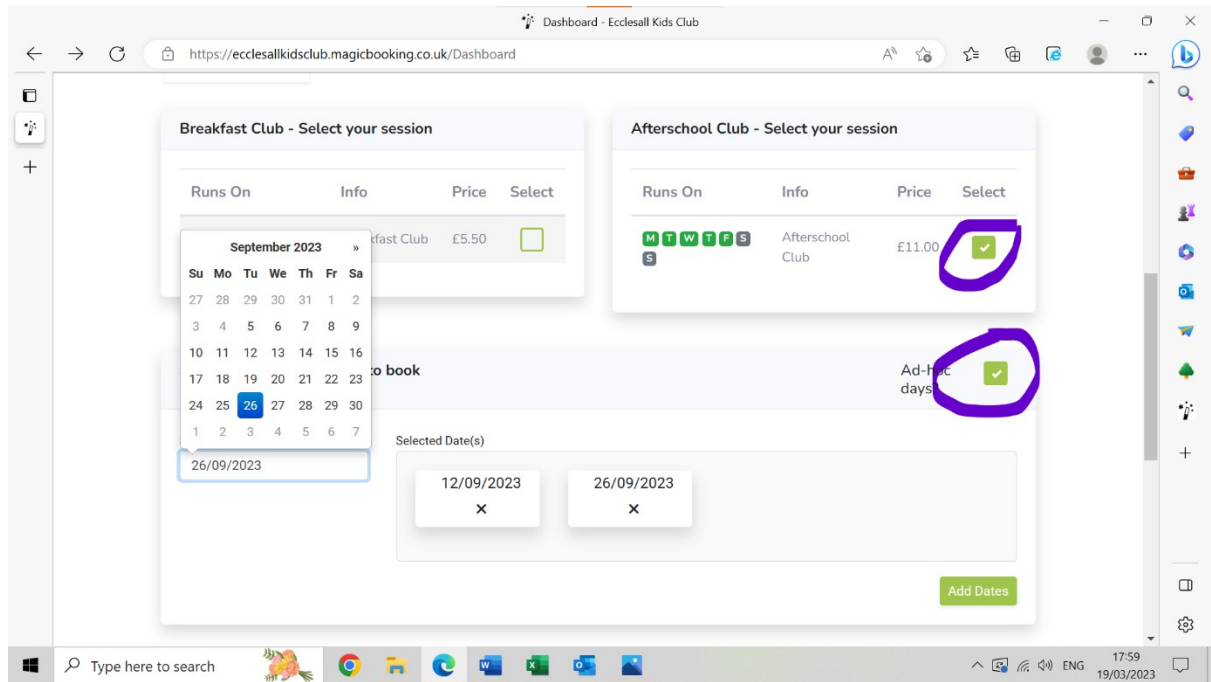 Dashboard - Ecclesall Kids Club
https://ecclesallkidsclub.magicbooking.co.uk/Dashboard
Breakfast Club - Select your session
Runs On Info Price Select
£5.50
Club
Afterschool Club - Select your session
Runs On Info Price Select
M T W T F S
S
Afterschool
Club
£11.00
September 2023 »
Su Mo Tu We Th Fr Sa
27 28 29 30 31 1 2
3 4 5 6 7 8 9
10 11 12 13 14 15 16
17 18 19 20 21 22 23
24 25 26 27 28 29 30
1 2 3 4 5 6 7
to book
Ad-hoc
days?
26/09/2023
Selected Date(s)
12/09/2023
×
26/09/2023
×
Add Dates
Type here to search
ENG
17:59
19/03/2023